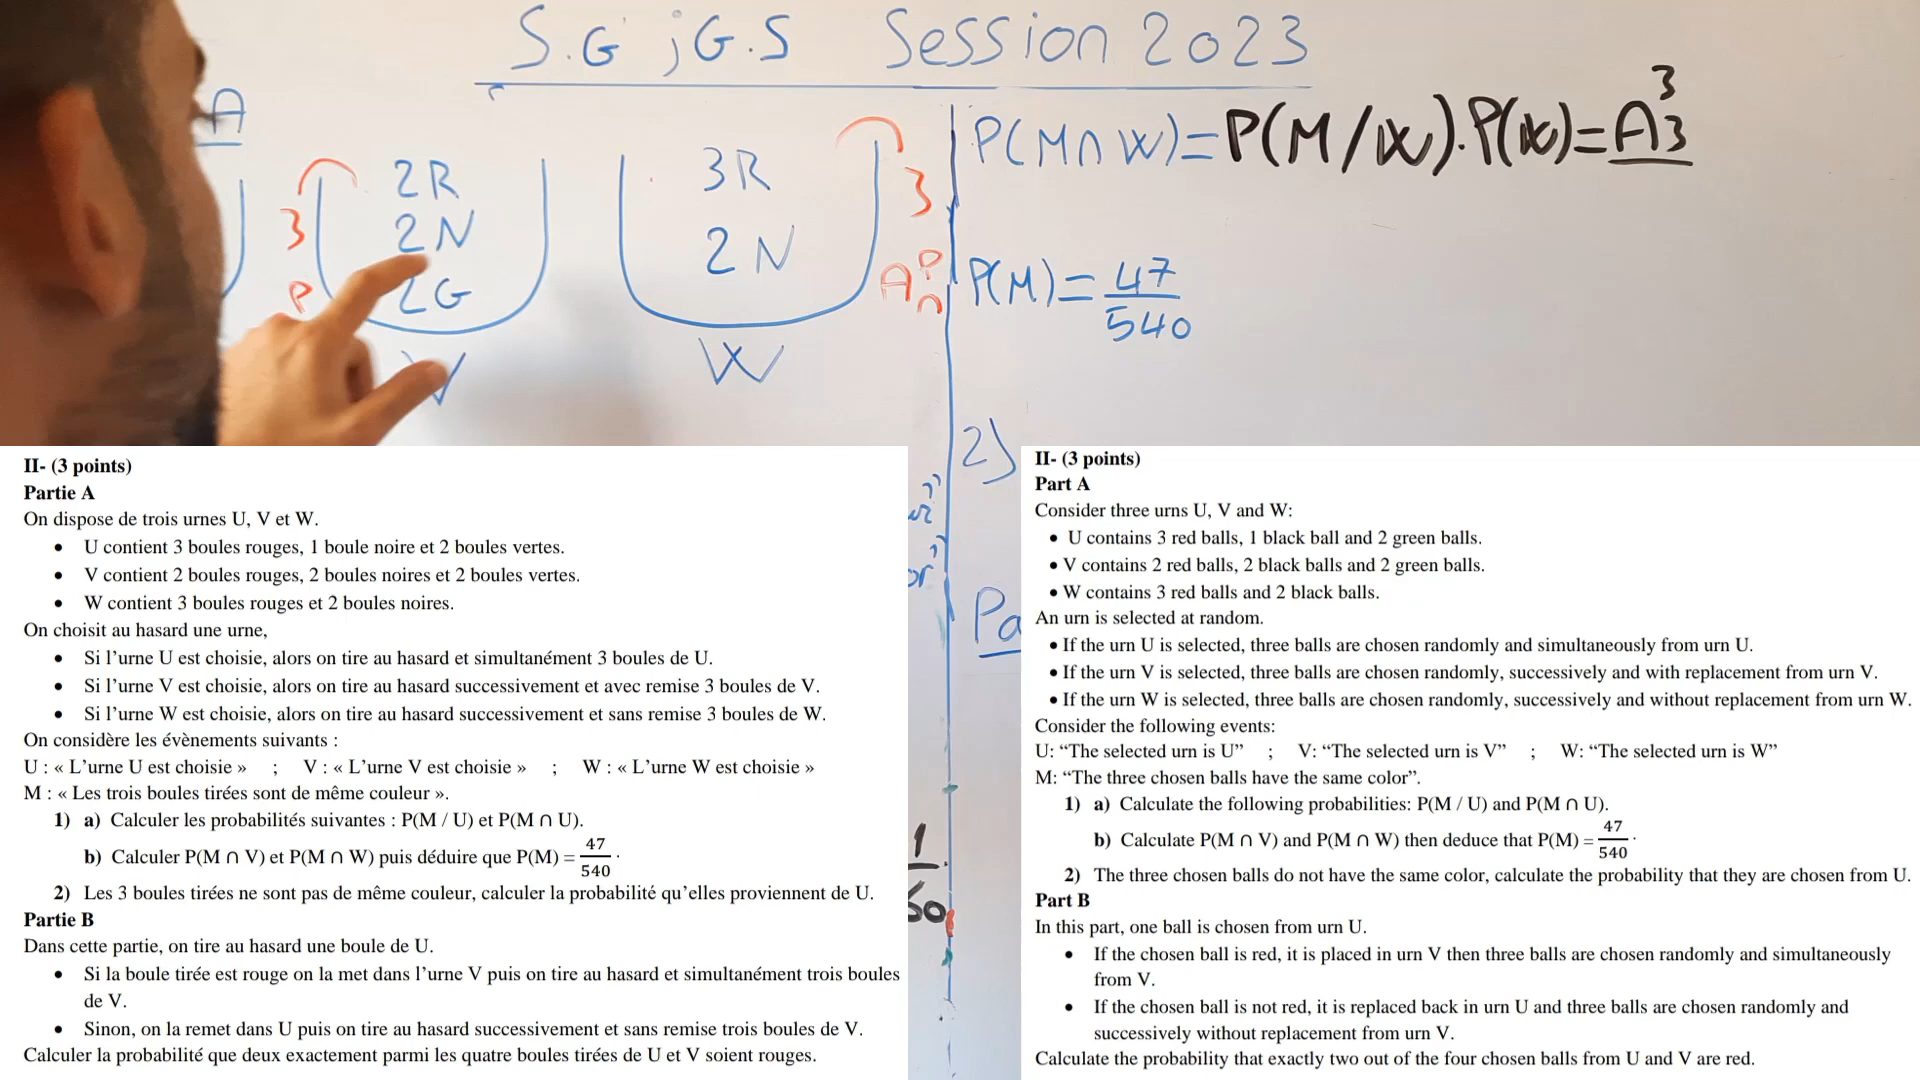 S.G ; G.S Session 2023
A
2R
2N
2G
3
P
V
3R
2N
3
A P n
W
P(M∩W)=P(M/W).P(W)=A 3 3
P(M)=47/540
2)
Pa
1
60
II- (3 points)
Partie A
On dispose de trois urnes U, V et W.
• U contient 3 boules rouges, 1 boule noire et 2 boules vertes.
• V contient 2 boules rouges, 2 boules noires et 2 boules vertes.
• W contient 3 boules rouges et 2 boules noires.
On choisit au hasard une urne,
• Si l’urne U est choisie, alors on tire au hasard et simultanément 3 boules de U.
• Si l’urne V est choisie, alors on tire au hasard successivement et avec remise 3 boules de V.
• Si l’urne W est choisie, alors on tire au hasard successivement et sans remise 3 boules de W.
On considère les évènements suivants :
U : « L’urne U est choisie » ; V : « L’urne V est choisie » ; W : « L’urne W est choisie »
M : « Les trois boules tirées sont de même couleur ».
1) a) Calculer les probabilités suivantes : P(M / U) et P(M ∩ U).
b) Calculer P(M ∩ V) et P(M ∩ W) puis déduire que P(M) = 47/540.
2) Les 3 boules tirées ne sont pas de même couleur, calculer la probabilité qu’elles proviennent de U.
Partie B
Dans cette partie, on tire au hasard une boule de U.
• Si la boule tirée est rouge on la met dans l’urne V puis on tire au hasard et simultanément trois boules
de V.
• Sinon, on la remet dans U puis on tire au hasard successivement et sans remise trois boules de V.
Calculer la probabilité que deux exactement parmi les quatre boules tirées de U et V soient rouges.
II- (3 points)
Part A
Consider three urns U, V and W:
• U contains 3 red balls, 1 black ball and 2 green balls.
• V contains 2 red balls, 2 black balls and 2 green balls.
• W contains 3 red balls and 2 black balls.
An urn is selected at random.
• If the urn U is selected, three balls are chosen randomly and simultaneously from urn U.
• If the urn V is selected, three balls are chosen randomly, successively and with replacement from urn V.
• If the urn W is selected, three balls are chosen randomly, successively and without replacement from urn W.
Consider the following events:
U: “The selected urn is U” ; V: “The selected urn is V” ; W: “The selected urn is W”
M: “The three chosen balls have the same color”.
1) a) Calculate the following probabilities: P(M / U) and P(M ∩ U).
b) Calculate P(M ∩ V) and P(M ∩ W) then deduce that P(M) = 47/540.
2) The three chosen balls do not have the same color, calculate the probability that they are chosen from U.
Part B
In this part, one ball is chosen from urn U.
• If the chosen ball is red, it is placed in urn V then three balls are chosen randomly and simultaneously
from V.
• If the chosen ball is not red, it is replaced back in urn U and three balls are chosen randomly and
successively without replacement from urn V.
Calculate the probability that exactly two out of the four chosen balls from U and V are red.